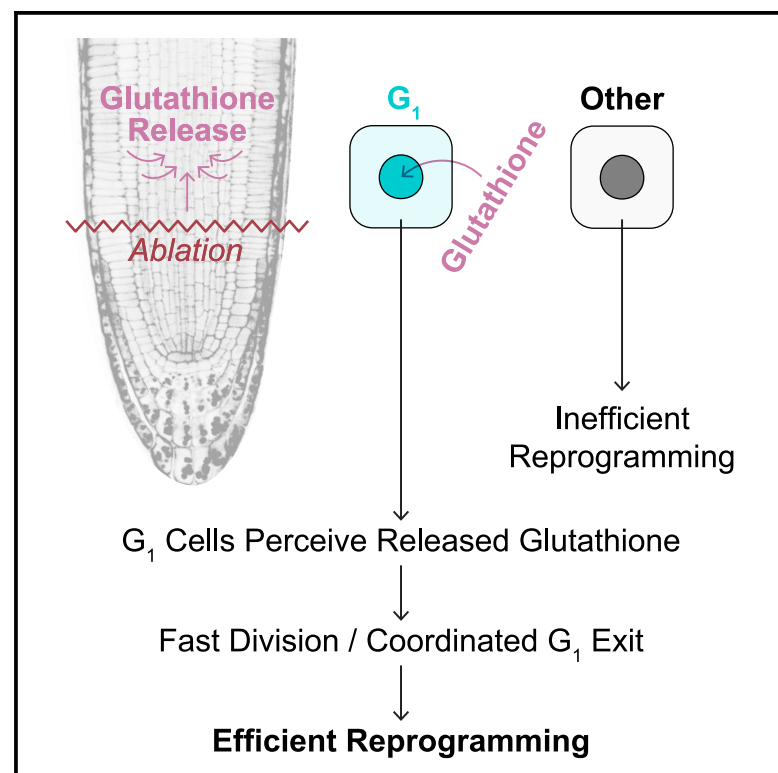 Glutathione
Release
Ablation
G₁
Glutathione
Other
Inefficient
Reprogramming
G₁ Cells Perceive Released Glutathione
Fast Division / Coordinated G₁ Exit
Efficient Reprogramming